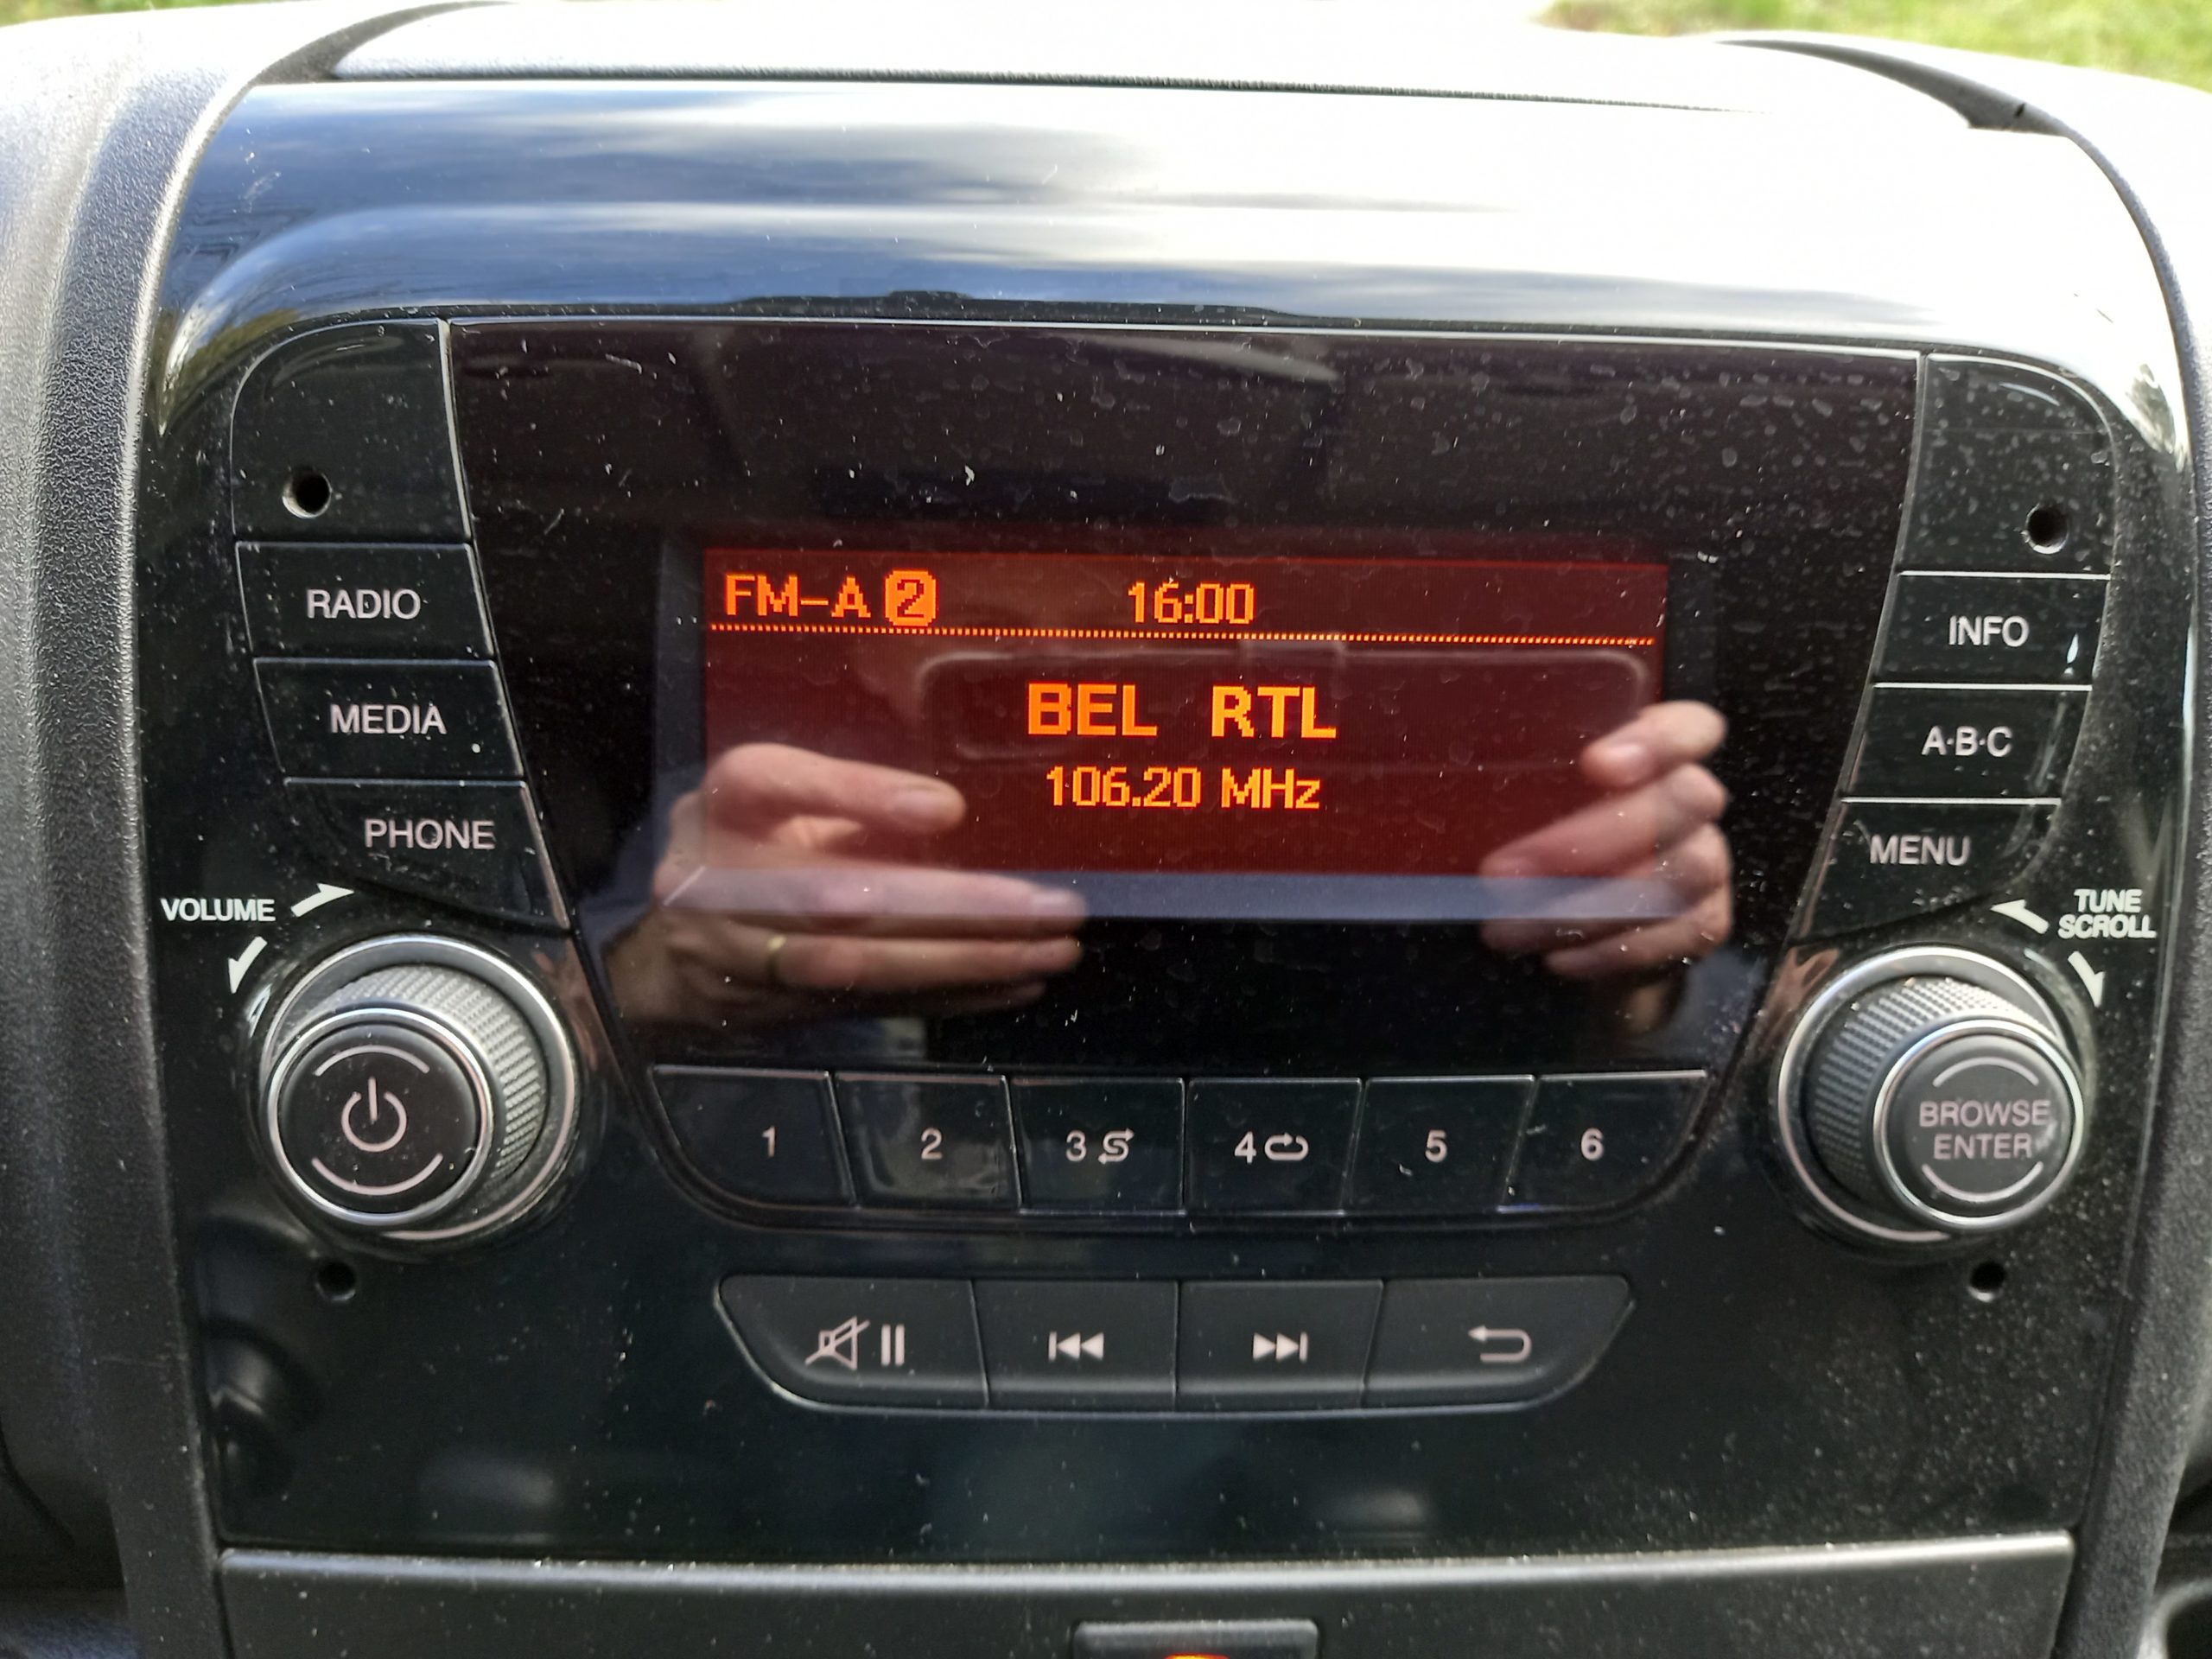 FM-A 2 16:00
BEL RTL
106.20 MHz
RADIO
MEDIA
PHONE
VOLUME
INFO
A·B·C
MENU
TUNE
SCROLL
BROWSE
ENTER
1 2 3 4 5 6